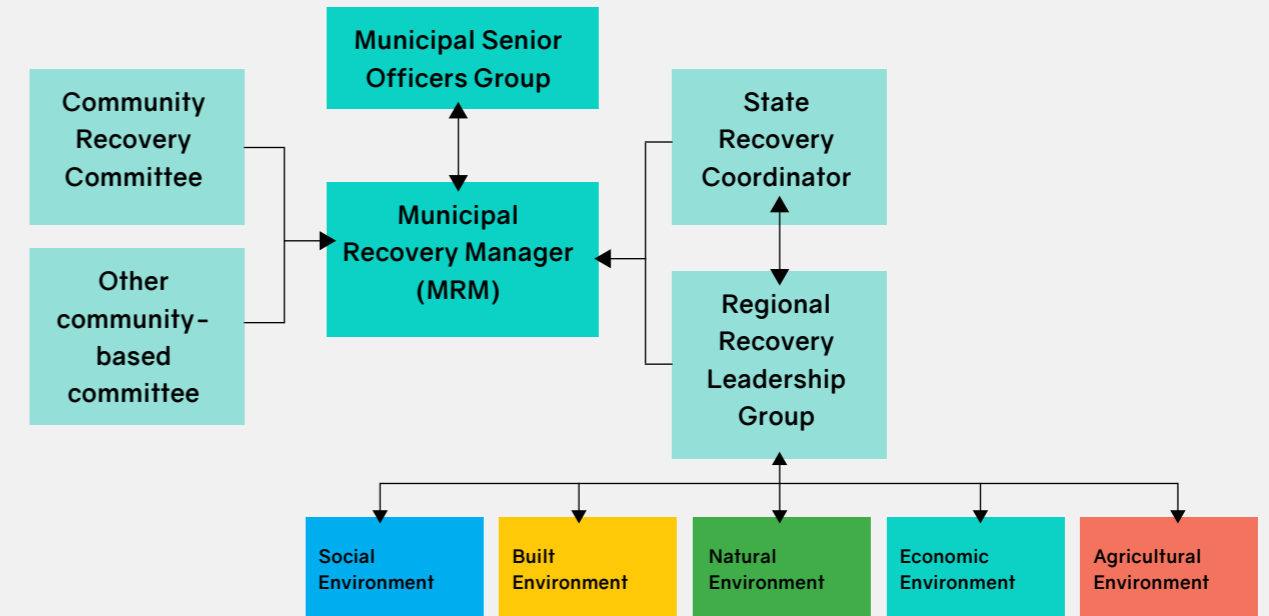 Municipal Senior
Officers Group
Community
Recovery
Committee
State
Recovery
Coordinator
Municipal
Recovery Manager
(MRM)
Other
community-
based
committee
Regional
Recovery
Leadership
Group
Social
Environment
Built
Environment
Natural
Environment
Economic
Environment
Agricultural
Environment